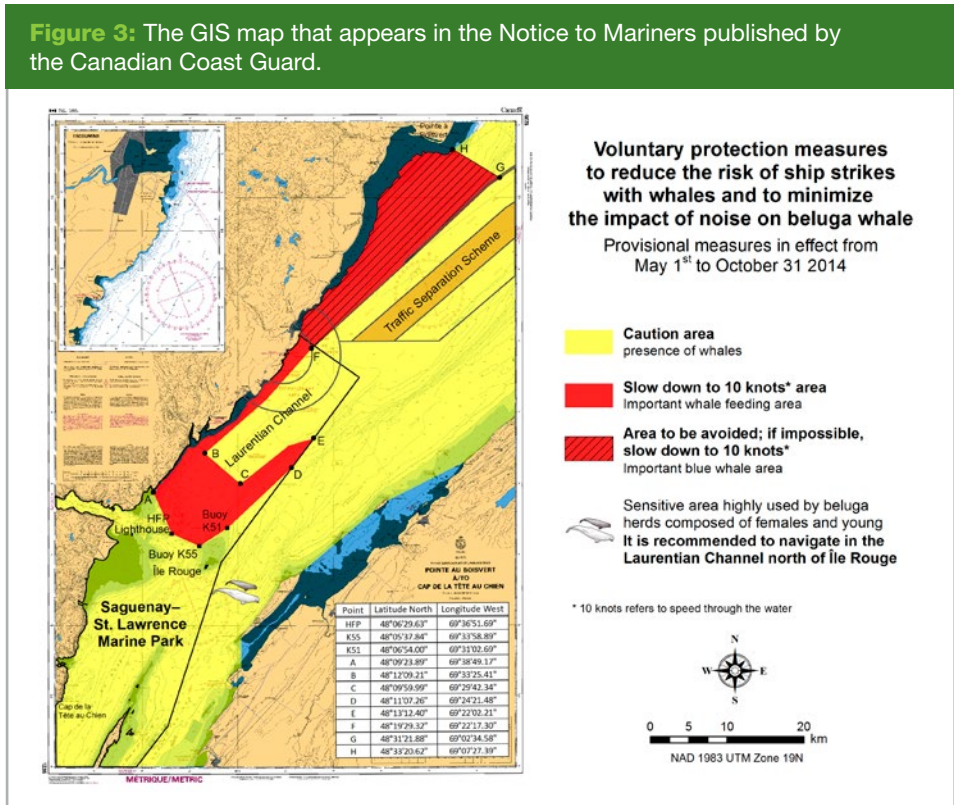 Figure 3: The GIS map that appears in the Notice to Mariners published by
the Canadian Coast Guard.
Canada
ESCOUMINS
Pointe à
H
G
Traffic Separation Scheme
F
Laurentian Channel
E
B
D
C
A
HFP
Lighthouse
Buoy
K51
Buoy K55
Île Rouge
Saguenay–
St. Lawrence
Marine Park
Cap de la
Tête au Chien
POINTE AU BOISVERT
À/TO
CAP DE LA TÊTE AU CHIEN
Point Latitude North Longitude West
HFP 48°06'29.63" 69°36'51.69"
K55 48°05'37.84" 69°33'58.89"
K51 48°06'54.00" 69°31'02.69"
A 48°09'23.89" 69°38'49.17"
B 48°12'09.21" 69°33'25.41"
C 48°09'59.99" 69°29'42.34"
D 48°11'07.26" 69°24'21.48"
E 48°13'12.40" 69°22'02.21"
F 48°19'29.32" 69°22'17.30"
G 48°31'21.88" 69°02'34.58"
H 48°33'20.62" 69°07'27.39"
MÉTRIQUE/METRIC
Voluntary protection measures
to reduce the risk of ship strikes
with whales and to minimize
the impact of noise on beluga whale
Provisional measures in effect from
May 1st to October 31 2014
Caution area
presence of whales
Slow down to 10 knots* area
Important whale feeding area
Area to be avoided; if impossible,
slow down to 10 knots*
Important blue whale area
Sensitive area highly used by beluga
herds composed of females and young
It is recommended to navigate in the
Laurentian Channel north of Île Rouge
* 10 knots refers to speed through the water
N
W E
S
0 5 10 20
km
NAD 1983 UTM Zone 19N